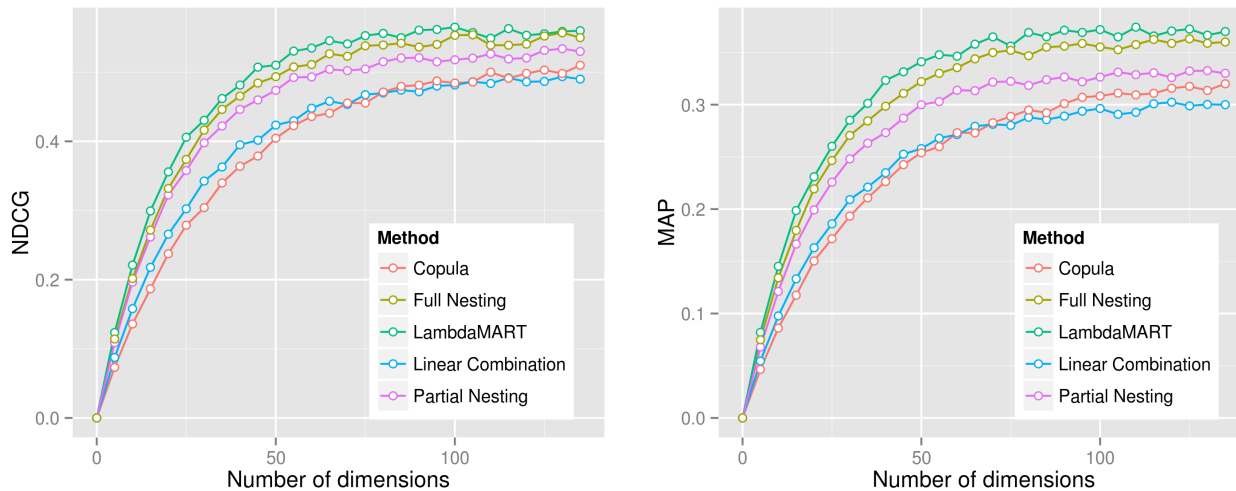 NDCG
0.4
0.2
0.0
0
50
100
Number of dimensions
Method
Copula
Full Nesting
LambdaMART
Linear Combination
Partial Nesting
MAP
0.3
0.2
0.1
0.0
0
50
100
Number of dimensions
Method
Copula
Full Nesting
LambdaMART
Linear Combination
Partial Nesting